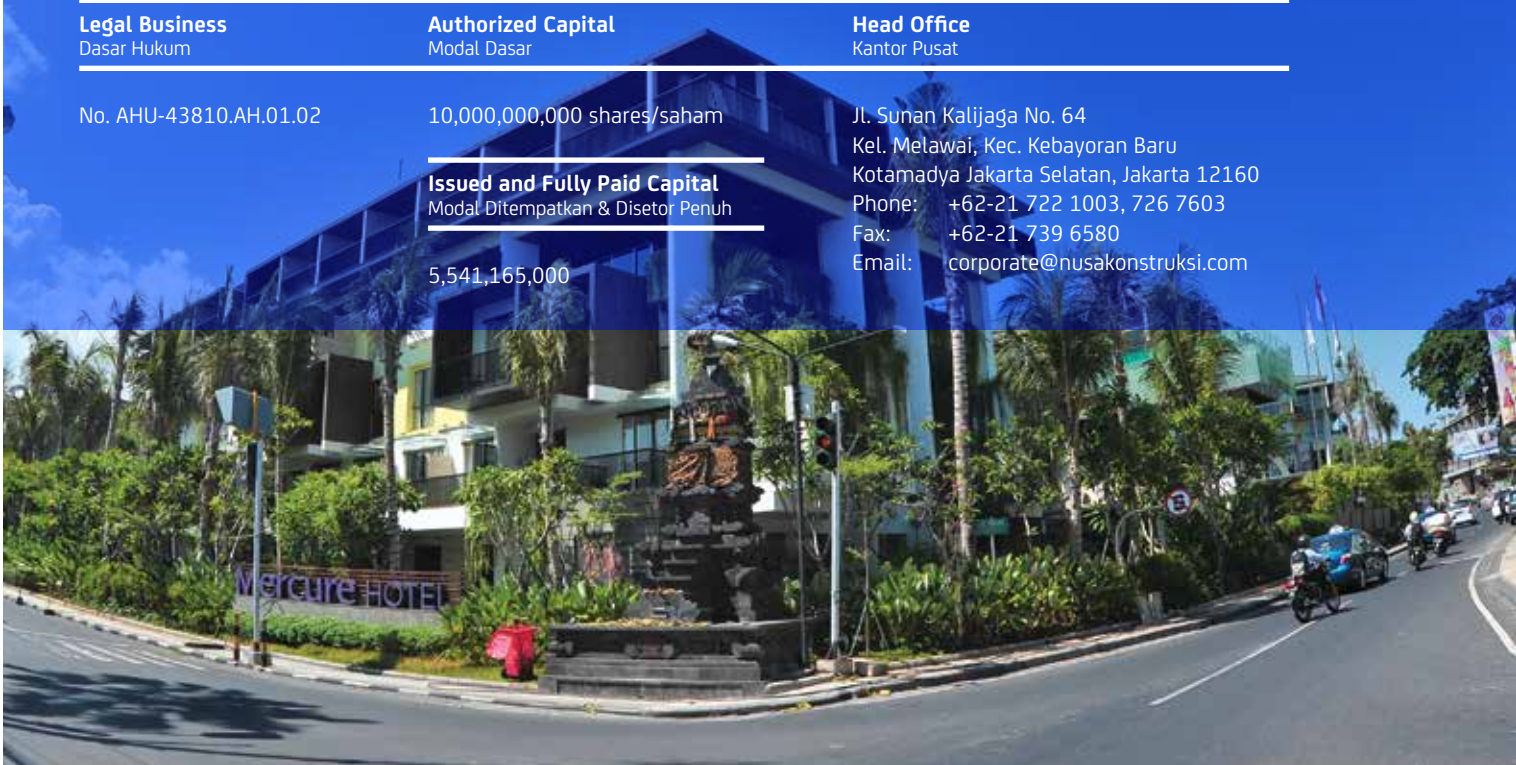 Legal Business
Dasar Hukum
No. AHU-43810.AH.01.02
Authorized Capital
Modal Dasar
10,000,000,000 shares/saham
Issued and Fully Paid Capital
Modal Ditempatkan & Disetor Penuh
5,541,165,000
Head Office
Kantor Pusat
Jl. Sunan Kalijaga No. 64
Kel. Melawai, Kec. Kebayoran Baru
Kotamadya Jakarta Selatan, Jakarta 12160
Phone: +62-21 722 1003, 726 7603
Fax: +62-21 739 6580
Email: corporate@nusakonstruksi.com
Mercure HOTEL